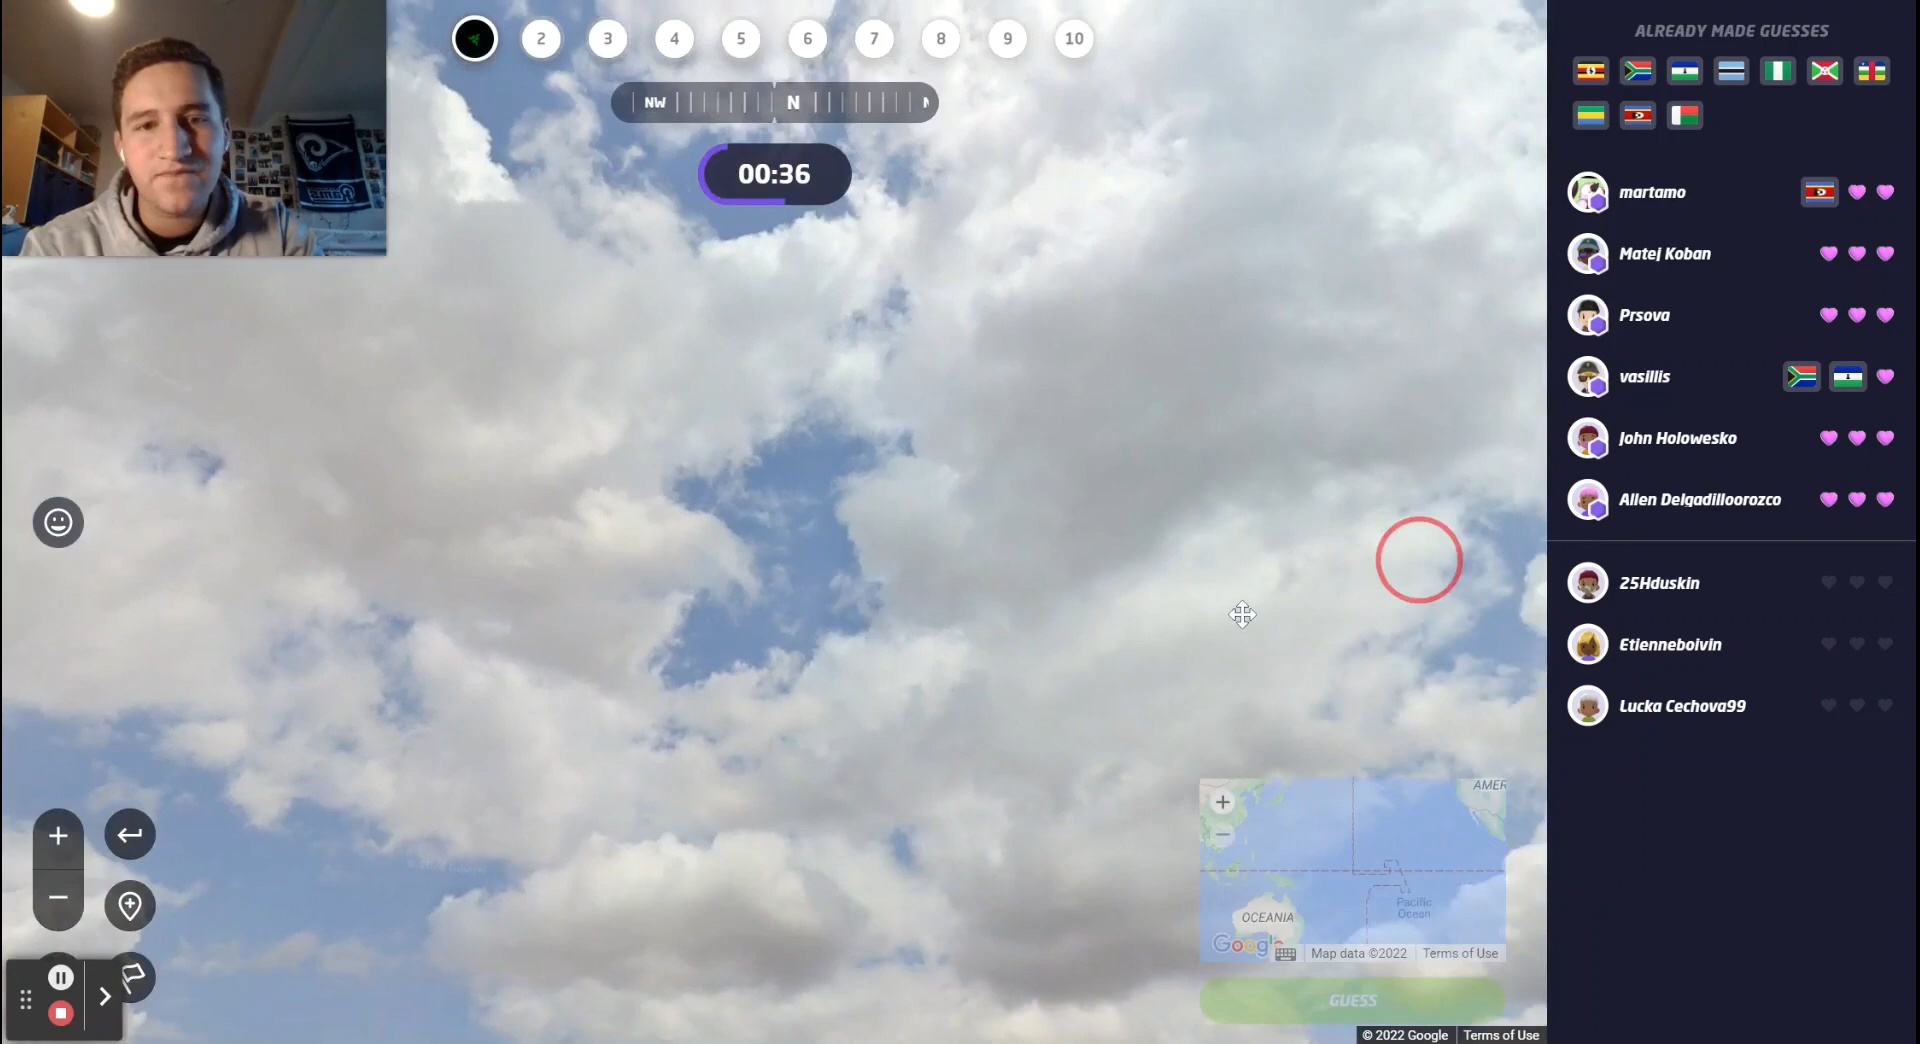 2
3
4
5
6
7
8
9
10
NW
N
00:36
ALREADY MADE GUESSES
martamo
Matej Koban
Prsova
vasillis
John Holowesko
Allen Delgadilloorozco
25Hduskin
Etienneboivin
Lucka Cechova99
AMER
Pacific
Ocean
OCEANIA
Google
Map data ©2022
Terms of Use
GUESS
© 2022 Google
Terms of Use